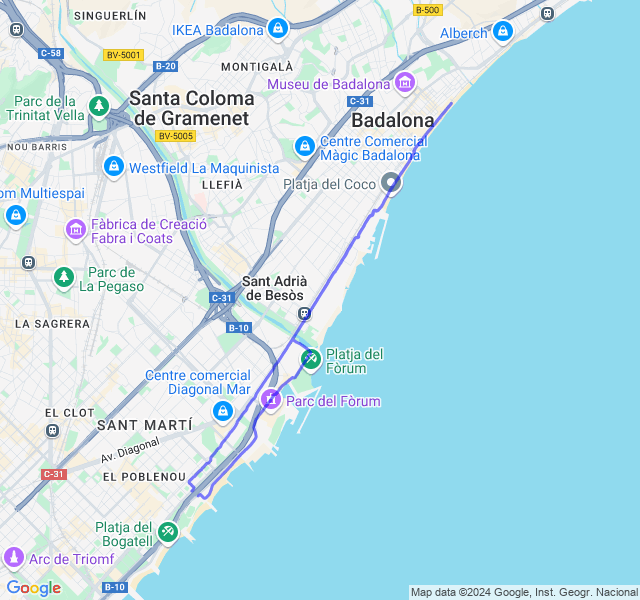 SINGUERLÍN
B-500
IKEA Badalona
Alberch
C-58
BV-5001
B-20
MONTIGALÀ
Museu de Badalona
Parc de la
Trinitat Vella
Santa Coloma
de Gramenet
C-31
Badalona
BV-5005
NOU BARRIS
Centre Comercial
Màgic Badalona
Westfield La Maquinista
LLEFIÀ
Platja del Coco
om Multiespai
Fàbrica de Creació
Fabra i Coats
Parc de
La Pegaso
Sant Adrià
de Besòs
C-31
LA SAGRERA
B-10
Platja del
Fòrum
Centre comercial
Diagonal Mar
Parc del Fòrum
EL CLOT
SANT MARTÍ
Av. Diagonal
C-31
EL POBLENOU
Platja del
Bogatell
Arc de Triomf
Google
B-10
Map data ©2024 Google, Inst. Geogr. Nacional